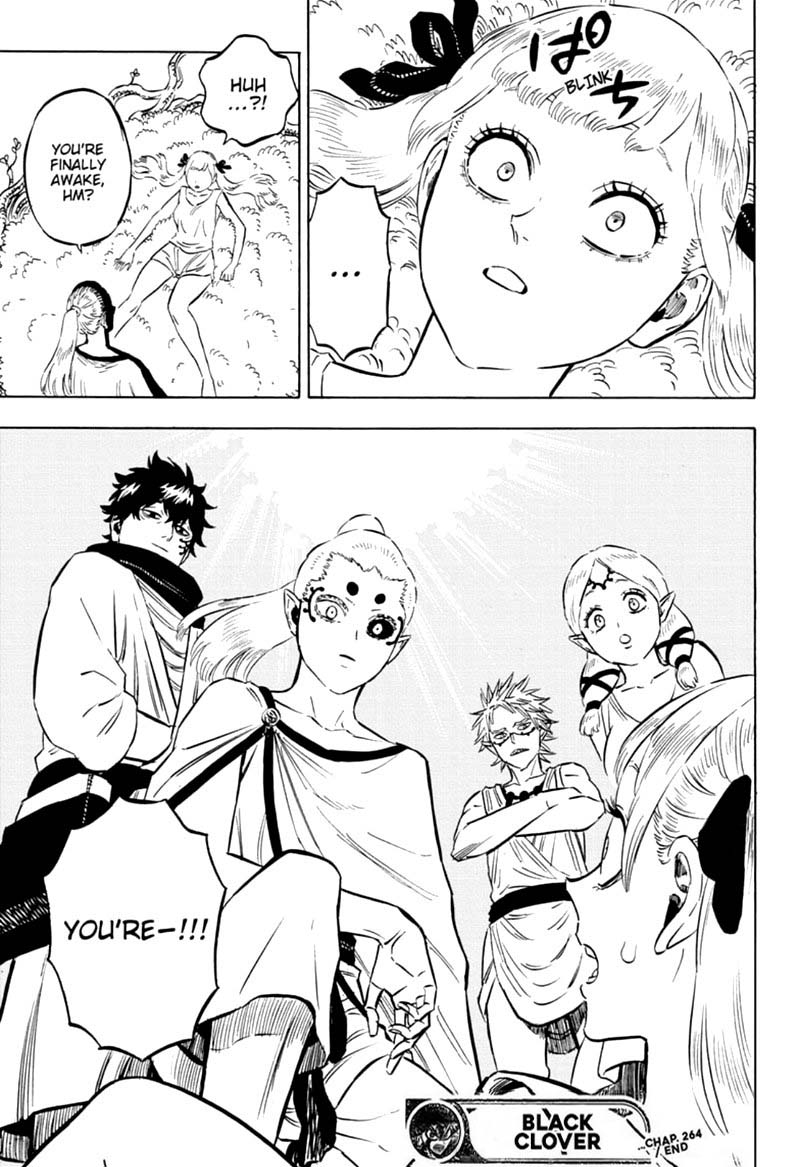 ぱち
BLINK
...
HUH
...?!
YOU'RE
FINALLY
AWAKE,
HM?
YOU'RE-!!!
BLACK
CLOVER
CHAP. 264
/ END